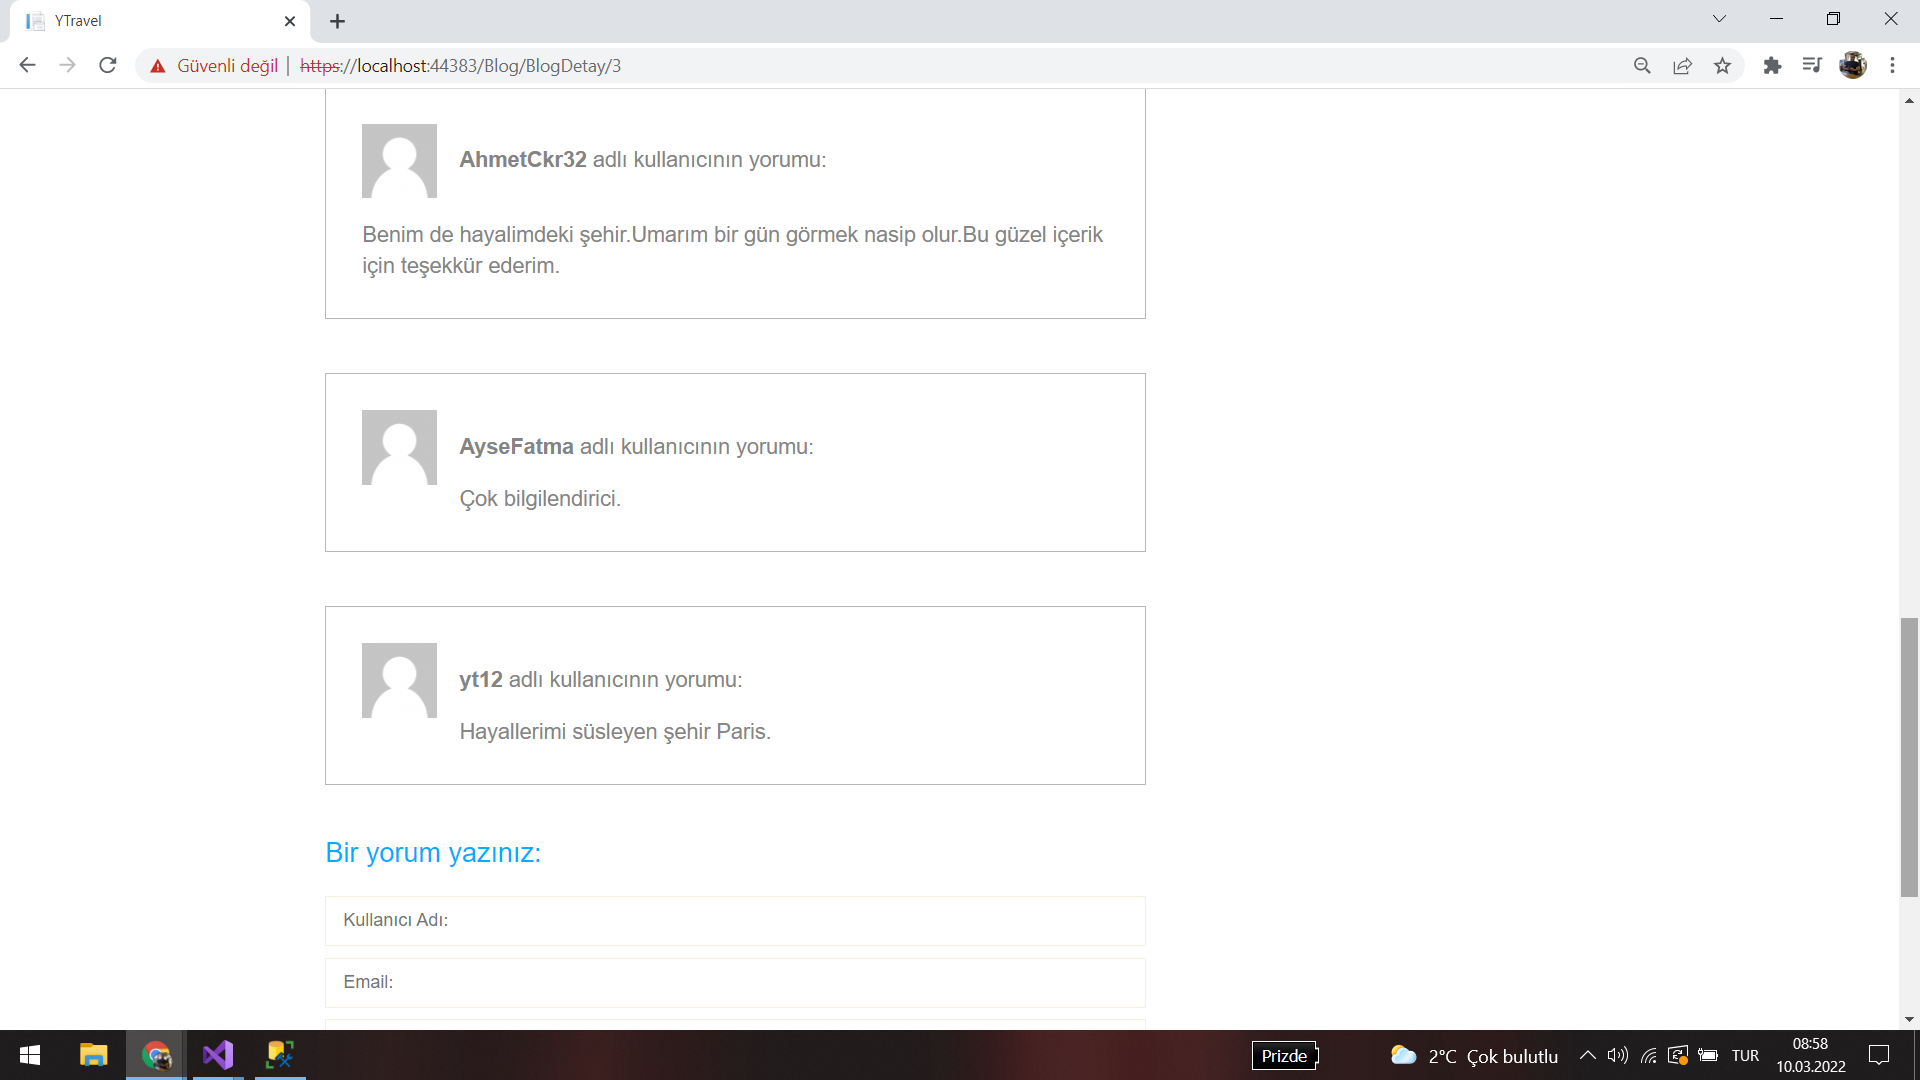 YTravel
Güvenli değil | https://localhost:44383/Blog/BlogDetay/3
AhmetCkr32 adlı kullanıcının yorumu:
Benim de hayalimdeki şehir.Umarım bir gün görmek nasip olur.Bu güzel içerik
için teşekkür ederim.
AyseFatma adlı kullanıcının yorumu:
Çok bilgilendirici.
yt12 adlı kullanıcının yorumu:
Hayallerimi süsleyen şehir Paris.
Bir yorum yazınız:
Kullanıcı Adı:
Email:
Prizde
2°C Çok bulutlu
TUR
08:58
10.03.2022